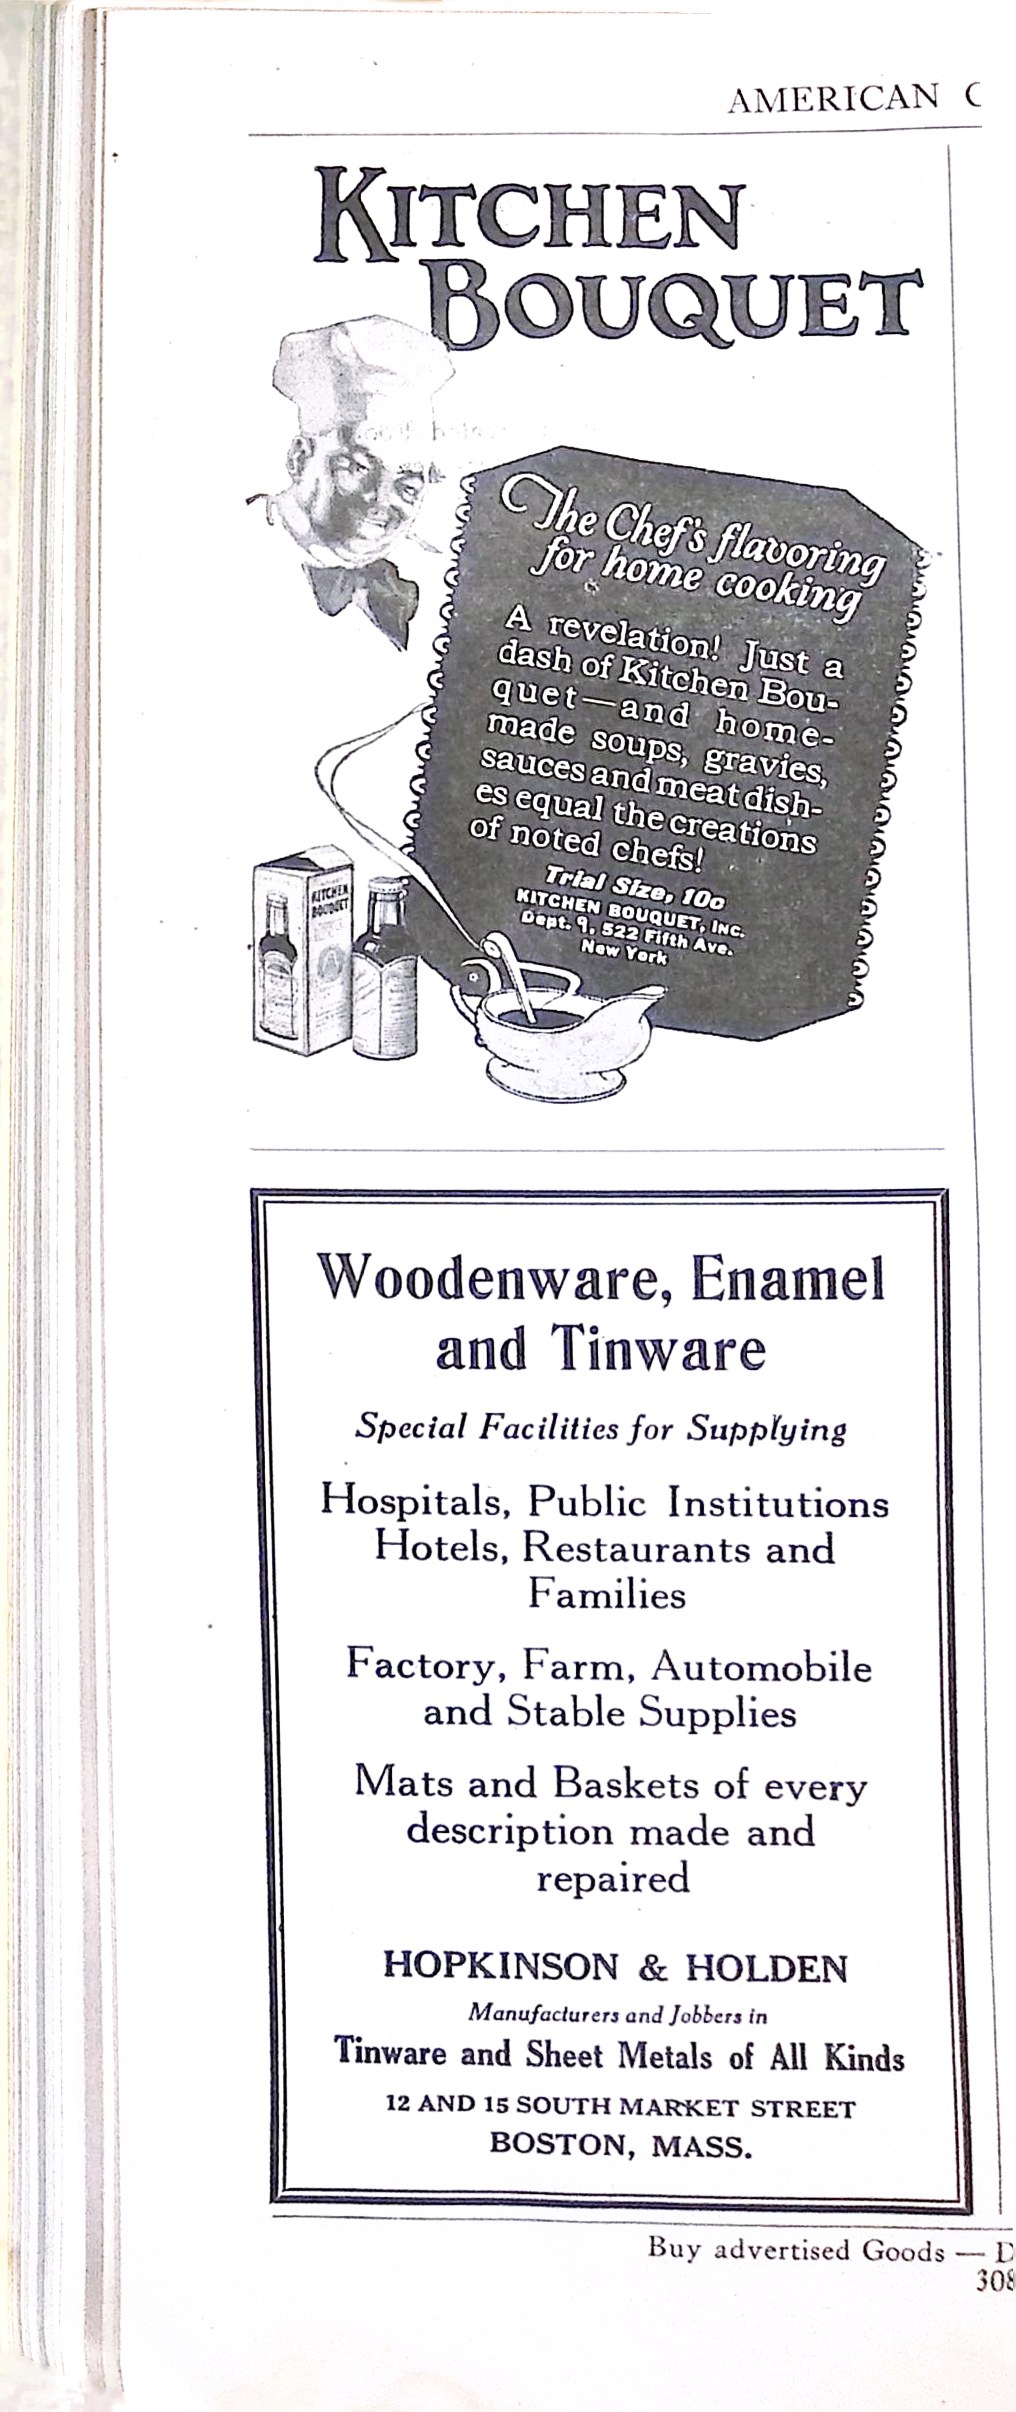 AMERICAN C
KITCHEN
BOUQUET
The Chef's flavoring
for home cooking
A revelation! Just a
dash of Kitchen Bou-
quet—and home-
made soups, gravies,
sauces and meat dish-
es equal the creations
of noted chefs!
Trial Size, 10c
KITCHEN BOUQUET, INC.
Dept. 9, 522 Fifth Ave.
New York
KITCHEN
BOUQUET
Woodenware, Enamel
and Tinware
Special Facilities for Supplying
Hospitals, Public Institutions
Hotels, Restaurants and
Families
Factory, Farm, Automobile
and Stable Supplies
Mats and Baskets of every
description made and
repaired
HOPKINSON & HOLDEN
Manufacturers and Jobbers in
Tinware and Sheet Metals of All Kinds
12 AND 15 SOUTH MARKET STREET
BOSTON, MASS.
Buy advertised Goods — D
308